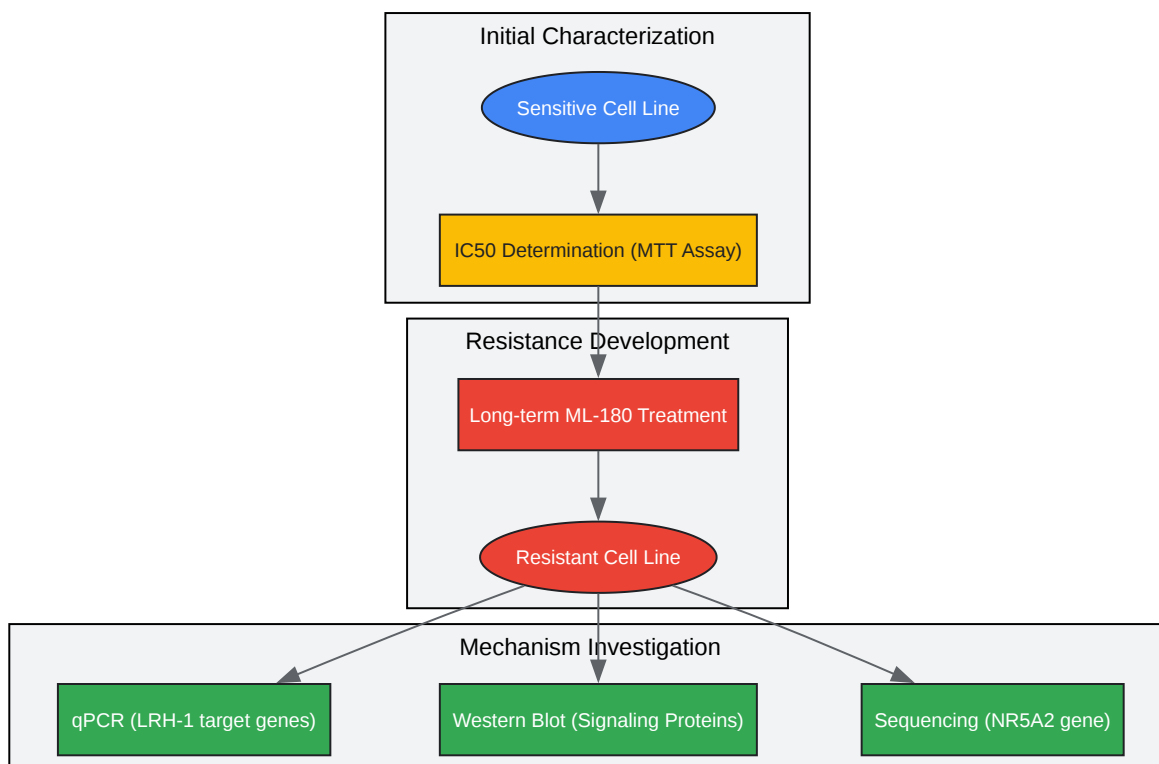 Initial Characterization
Sensitive Cell Line
IC50 Determination (MTT Assay)
Resistance Development
Long-term ML-180 Treatment
Resistant Cell Line
Mechanism Investigation
qPCR (LRH-1 target genes)
Western Blot (Signaling Proteins)
Sequencing (NR5A2 gene)